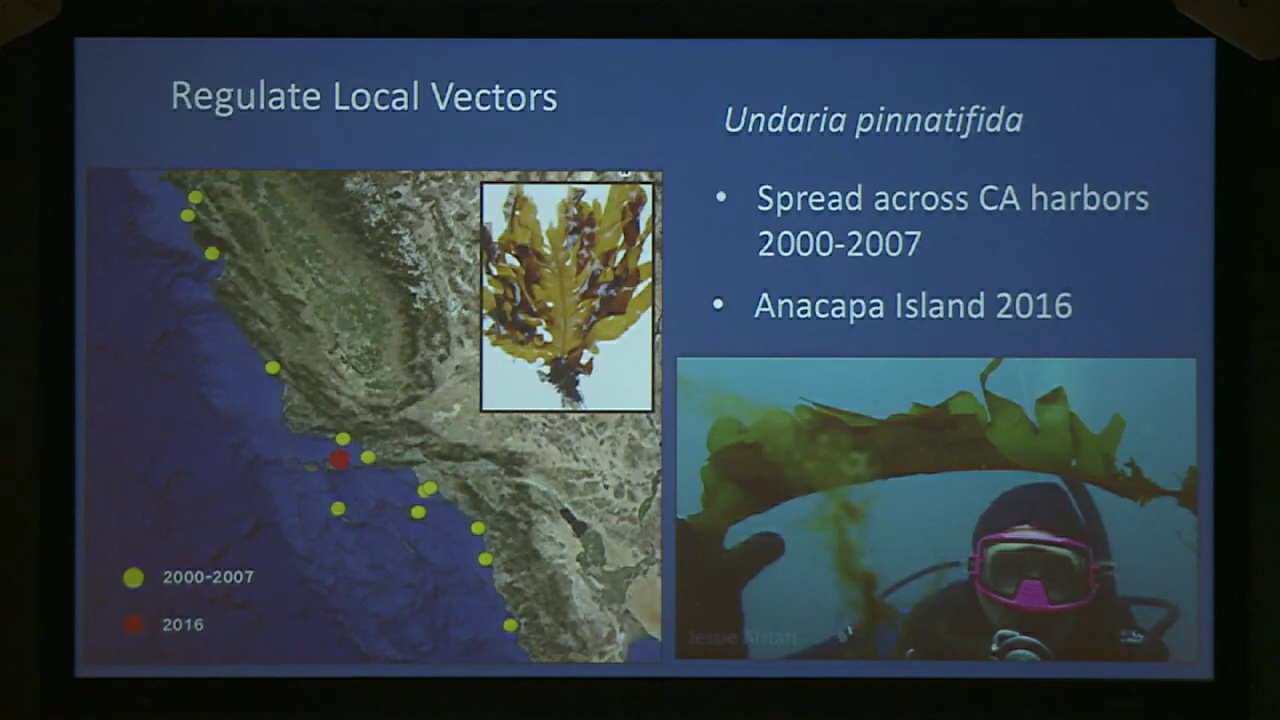 Regulate Local Vectors
Undaria pinnatifida
• Spread across CA harbors
2000-2007
• Anacapa Island 2016
2000-2007
2016
Jessie Altstatt